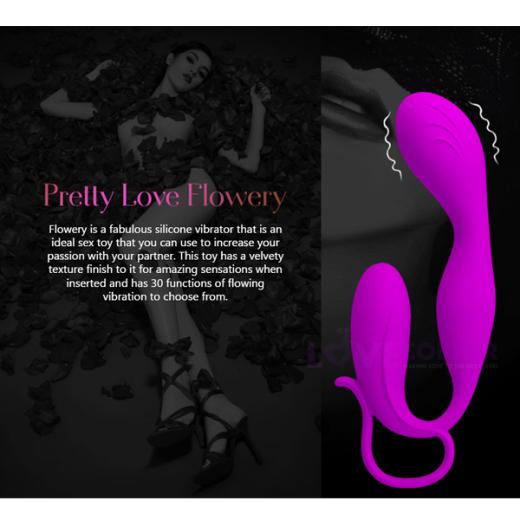 Pretty Love Flowery
Flowery is a fabulous silicone vibrator that is an
ideal sex toy that you can use to increase your
passion with your partner. This toy has a velvety
texture finish to it for amazing sensations when
inserted and has 30 functions of flowing
vibration to choose from.